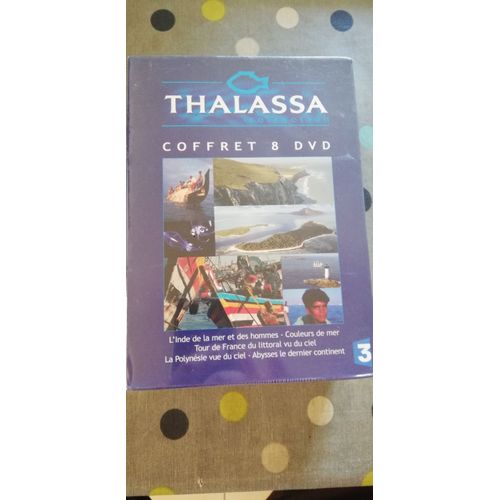 THALASSA
COFFRET 8 DVD
L'Inde de la mer et des hommes - Couleurs de mer
Tour de France du littoral vu du ciel
La Polynésie vue du ciel - Abysses le dernier continent
3